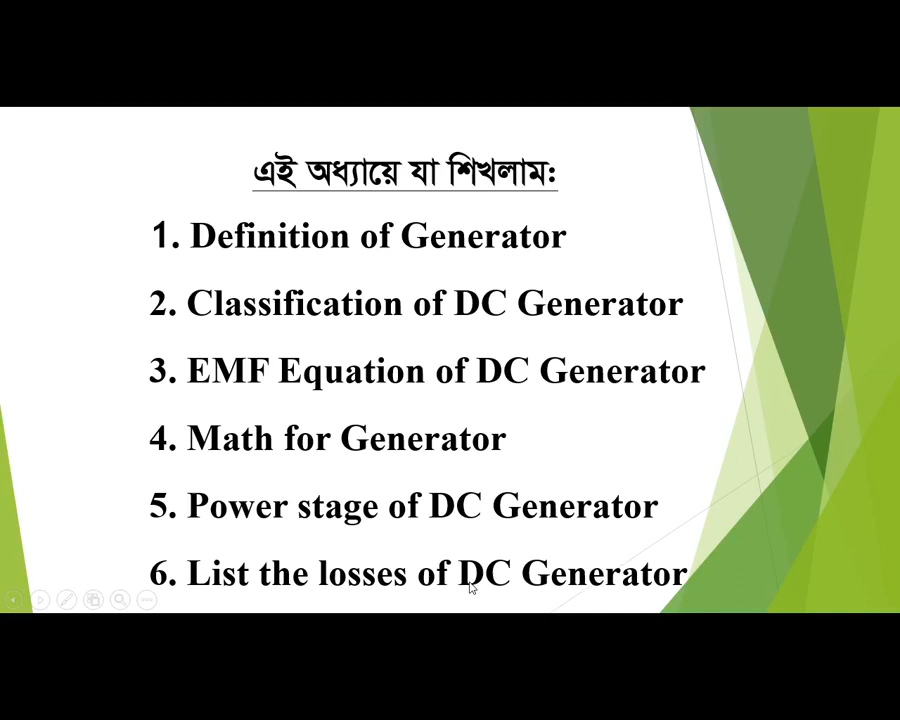 এই অধ্যায়ে যা শিখলাম:
1. Definition of Generator
2. Classification of DC Generator
3. EMF Equation of DC Generator
4. Math for Generator
5. Power stage of DC Generator
6. List the losses of DC Generator